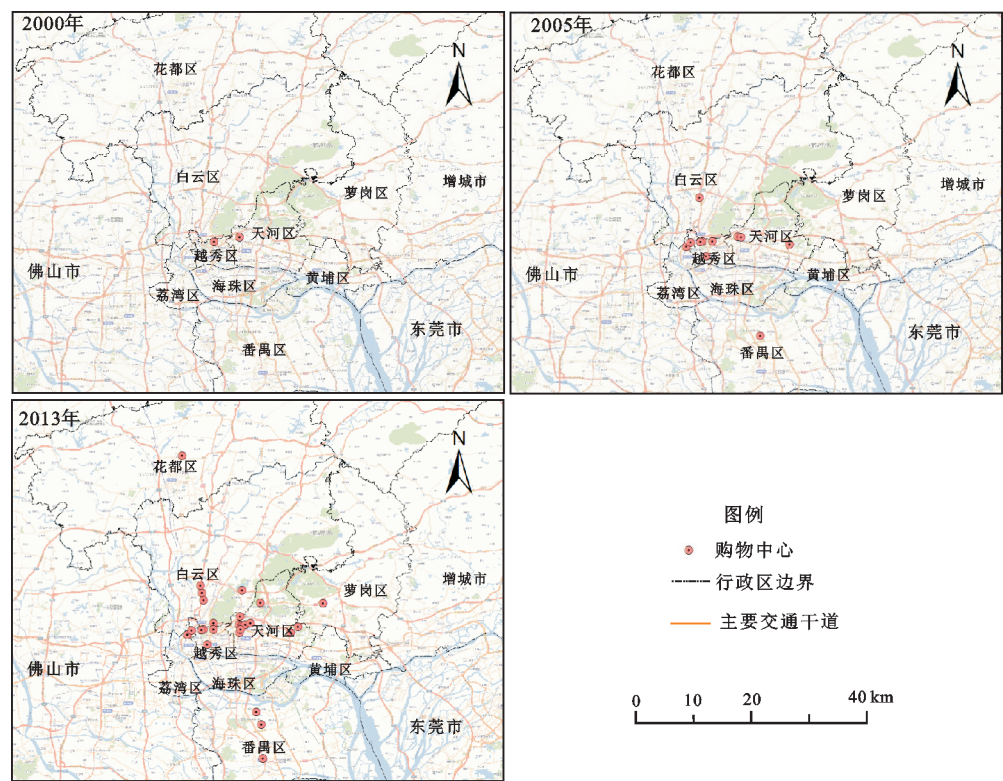 2000年
N
花都区
白云区
萝岗区
增城市
天河区
越秀区
佛山市
黄埔区
海珠区
荔湾区
东莞市
番禺区
2005年
N
花都区
白云区
萝岗区
增城市
天河区
越秀区
佛山市
黄埔区
海珠区
荔湾区
东莞市
番禺区
2013年
N
花都区
白云区
萝岗区
增城市
天河区
越秀区
佛山市
黄埔区
海珠区
荔湾区
东莞市
番禺区
图例
购物中心
行政区边界
主要交通干道
0 10 20 40 km